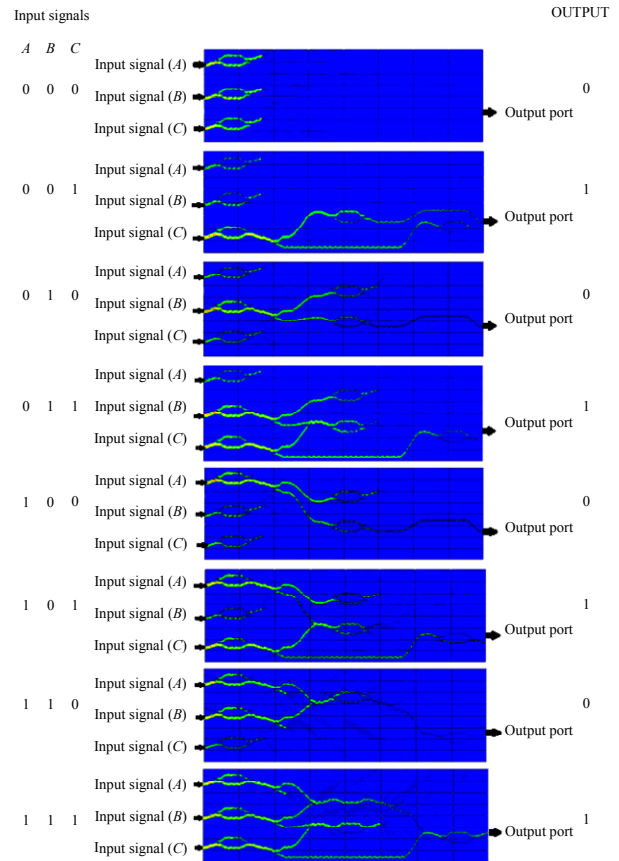 Input signals OUTPUT
A B C
Input signal (A)
0 0 0 Input signal (B) 0
Input signal (C) Output port
Input signal (A)
0 0 1 Input signal (B) 1
Input signal (C) Output port
Input signal (A)
0 1 0 Input signal (B) 0
Input signal (C) Output port
Input signal (A)
0 1 1 Input signal (B) 1
Input signal (C) Output port
Input signal (A)
1 0 0 Input signal (B) 0
Input signal (C) Output port
Input signal (A)
1 0 1 Input signal (B) 1
Input signal (C) Output port
Input signal (A)
1 1 0 Input signal (B) 0
Input signal (C) Output port
Input signal (A)
1 1 1 Input signal (B) 1
Input signal (C) Output port